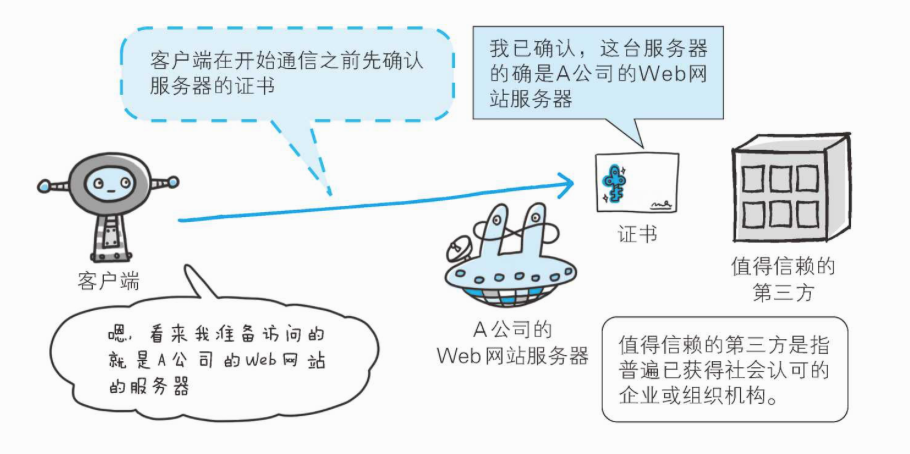 客户端在开始通信之前先确认
服务器的证书
我已确认，这台服务器
的确是A公司的Web网
站服务器
客户端
证书
值得信赖的
第三方
嗯，看来我准备访问的
就是A公司的Web网站
的服务器
A公司的
Web网站服务器
值得信赖的第三方是指
普遍已获得社会认可的
企业或组织机构。